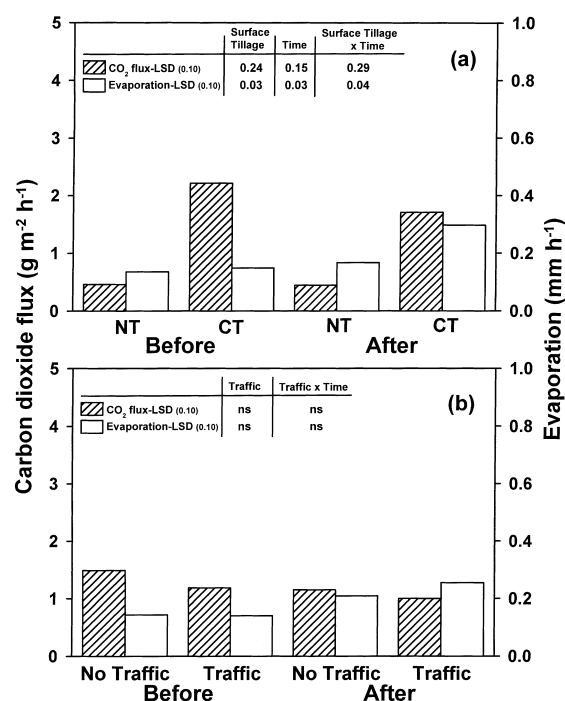 Surface Tillage Time Surface Tillage x Time
CO2 flux-LSD (0.10) 0.24 0.15 0.29
Evaporation-LSD (0.10) 0.03 0.03 0.04
(a)
5
4
3
2
1
0
1.0
0.8
0.6
0.4
0.2
0.0
NT CT NT CT
Before After
Carbon dioxide flux (g m-2 h-1)
Evaporation (mm h-1)
Traffic Traffic x Time
CO2 flux-LSD (0.10) ns ns
Evaporation-LSD (0.10) ns ns
(b)
5
4
3
2
1
0
1.0
0.8
0.6
0.4
0.2
0.0
No Traffic Traffic No Traffic Traffic
Before After